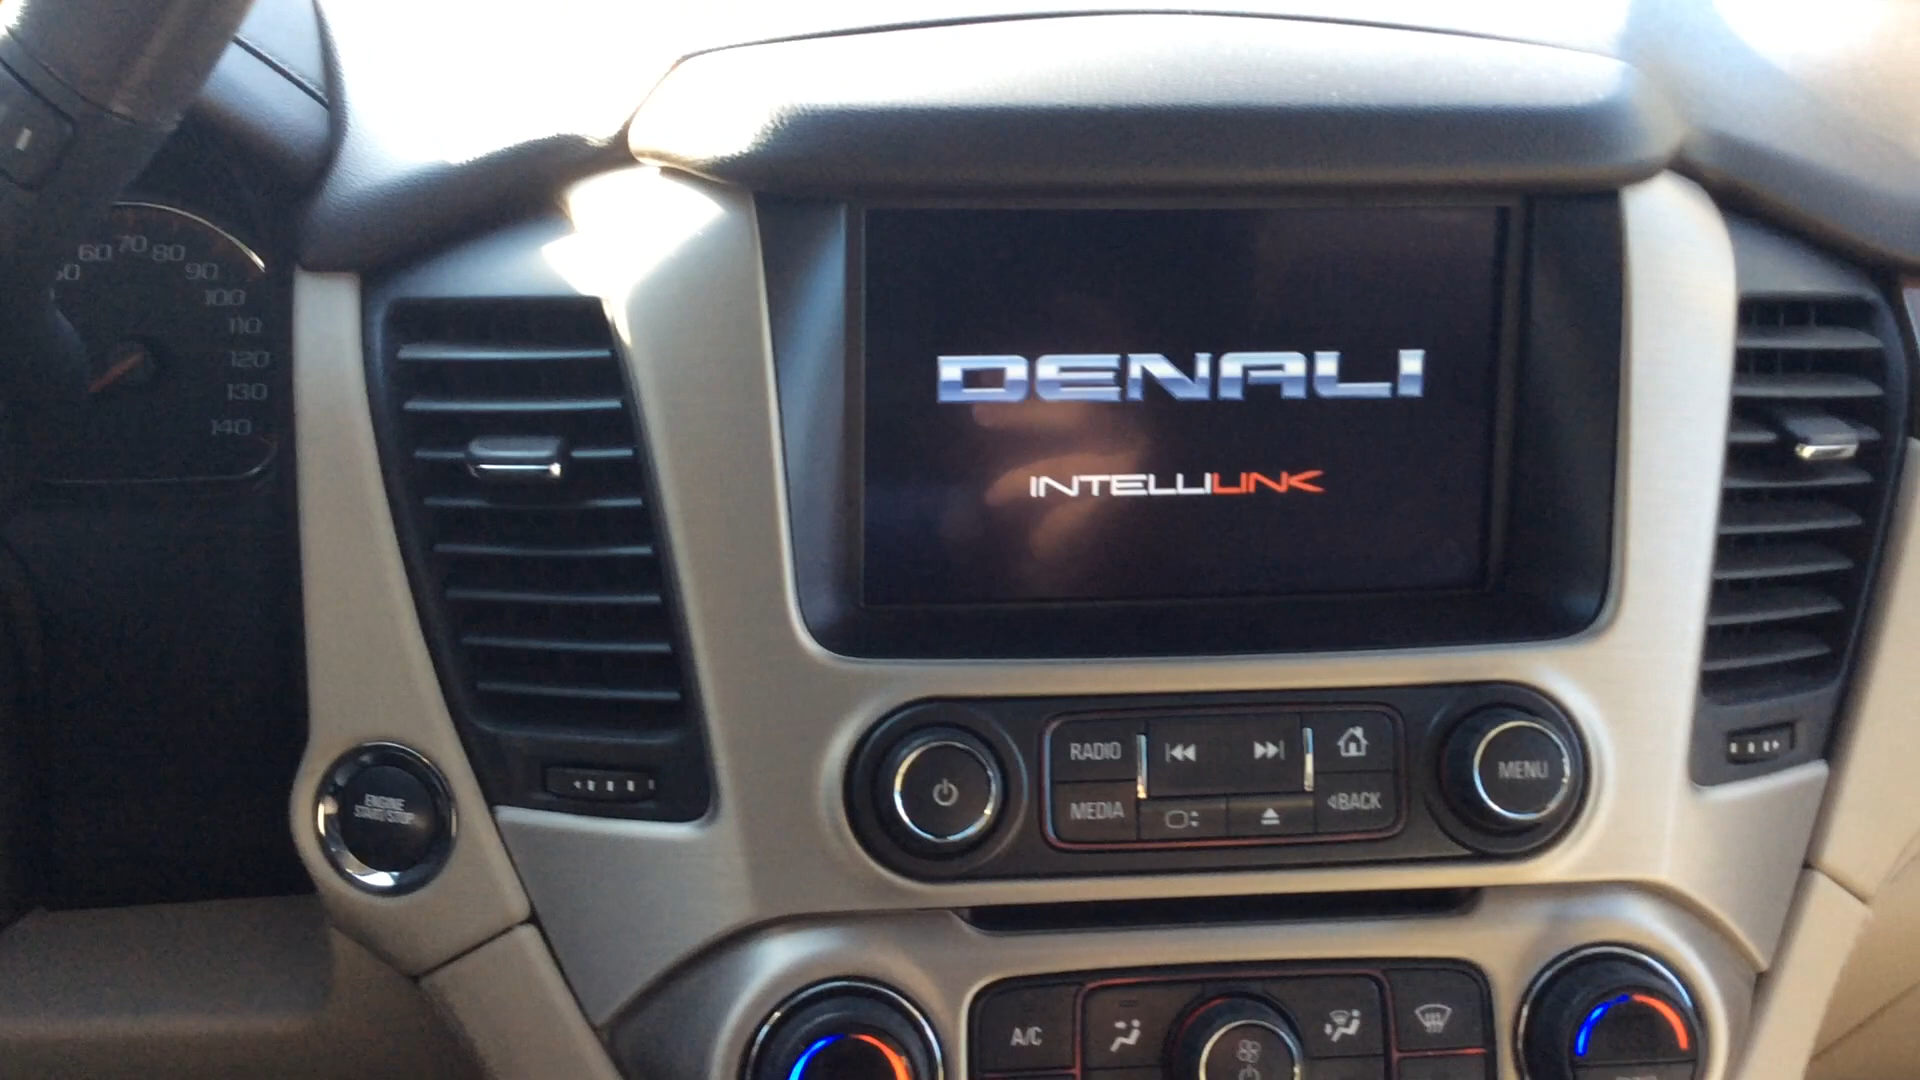 60
70
80
90
100
110
120
130
140
DENALI
INTELLILINK
RADIO
MENU
MEDIA
BACK
ENGINE
START/STOP
A/C